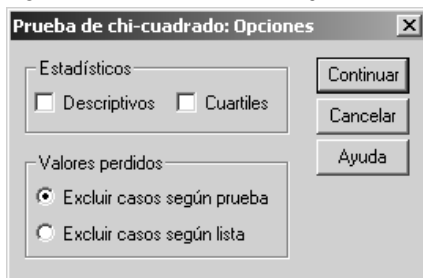 Prueba de chi-cuadrado: Opciones
Estadísticos
Descriptivos Cuartiles
Valores perdidos
Excluir casos según prueba
Excluir casos según lista
Continuar
Cancelar
Ayuda